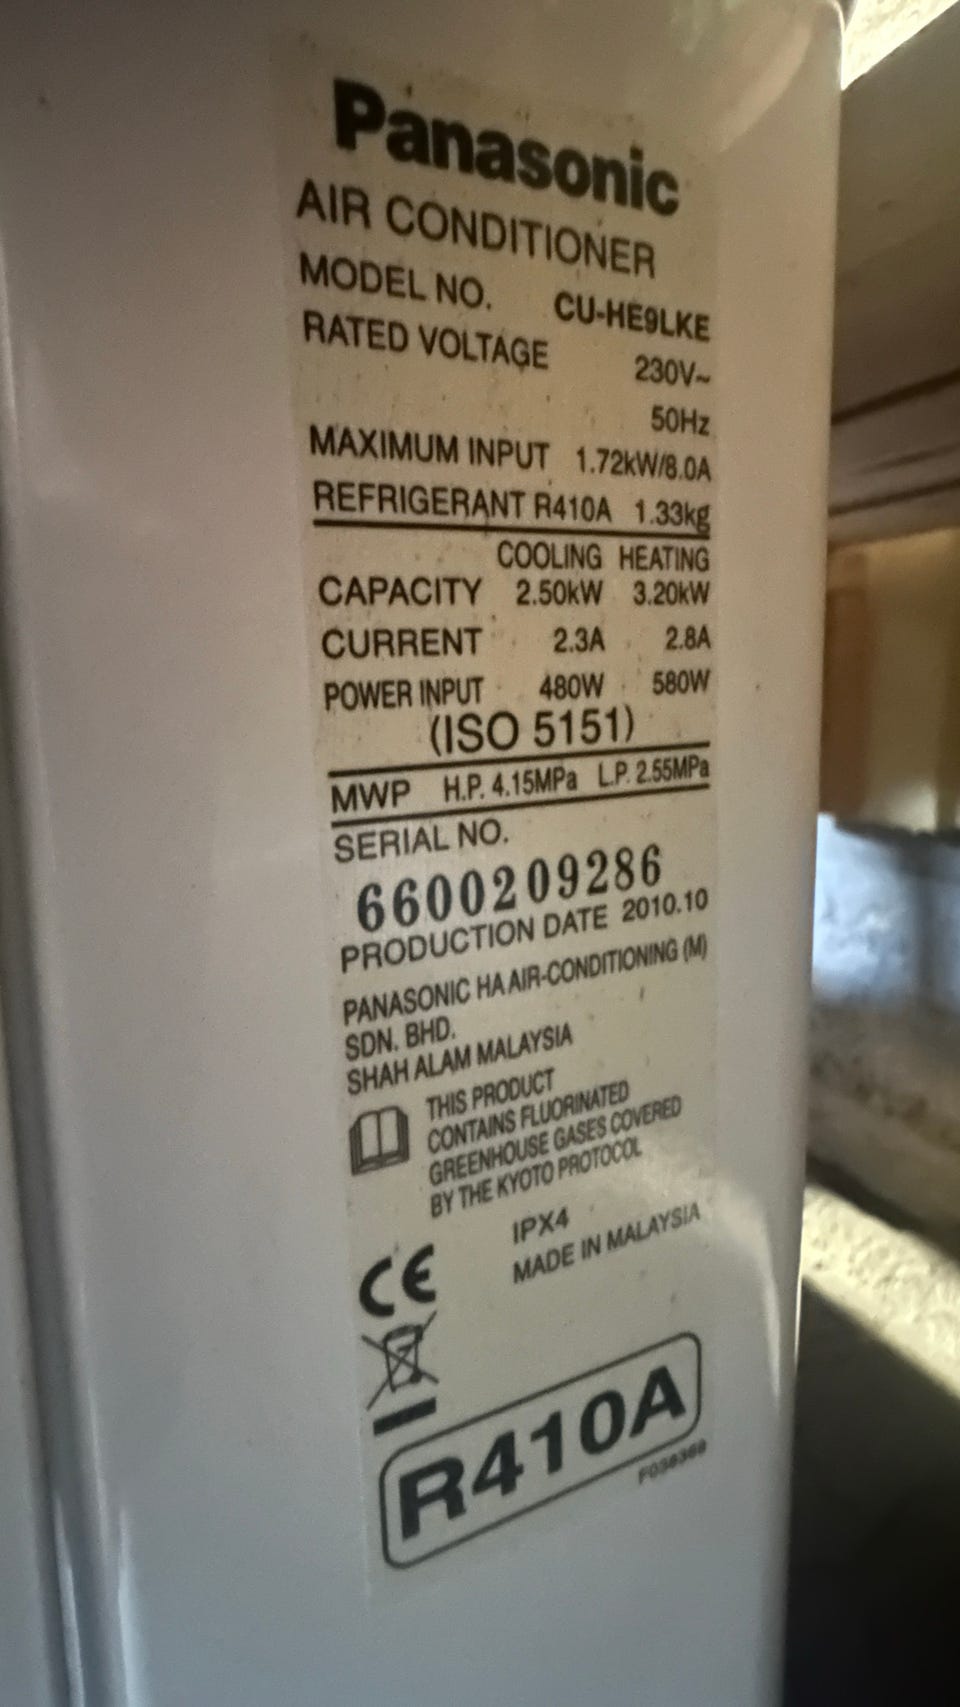 Panasonic
AIR CONDITIONER
MODEL NO. CU-HE9LKE
RATED VOLTAGE 230V~
50Hz
MAXIMUM INPUT 1.72kW/8.0A
REFRIGERANT R410A 1.33kg
COOLING HEATING
CAPACITY 2.50kW 3.20kW
CURRENT 2.3A 2.8A
POWER INPUT 480W 580W
(ISO 5151)
MWP H.P. 4.15MPa L.P. 2.55MPa
SERIAL NO.
6600209286
PRODUCTION DATE 2010.10
PANASONIC HA AIR-CONDITIONING (M)
SDN. BHD.
SHAH ALAM MALAYSIA
THIS PRODUCT
CONTAINS FLUORINATED
GREENHOUSE GASES COVERED
BY THE KYOTO PROTOCOL
IPX4
MADE IN MALAYSIA
CE
R410A